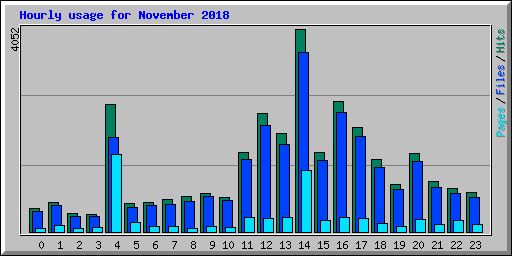 Hourly usage for November 2018
4052
Pages/Files/Hits
0 1 2 3 4 5 6 7 8 9 10 11 12 13 14 15 16 17 18 19 20 21 22 23